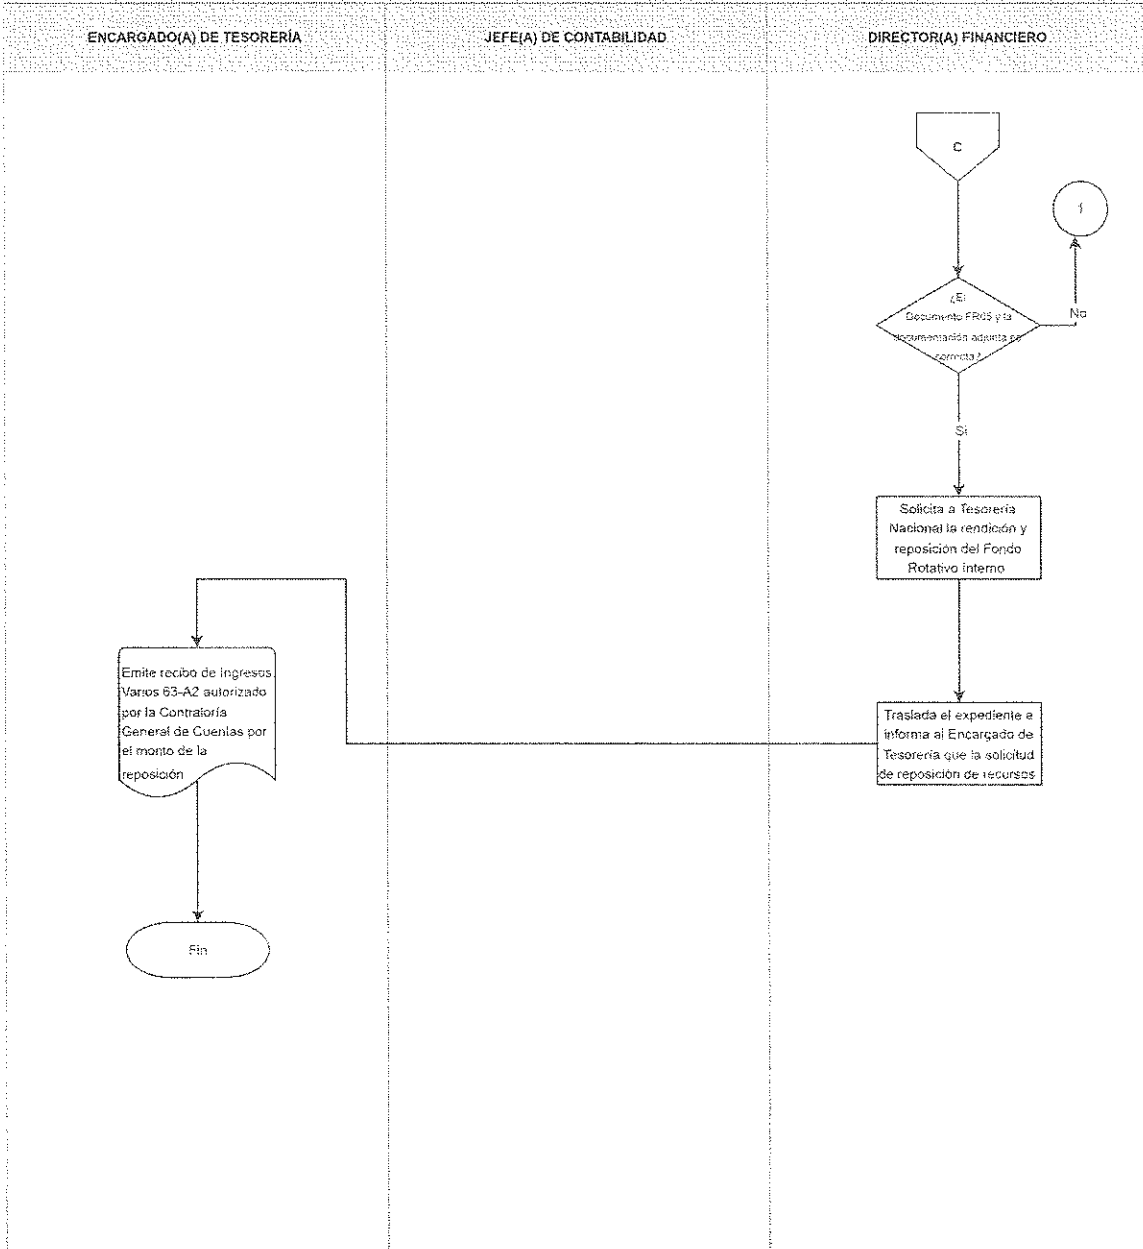 ENCARGADO(A) DE TESORERÍA
JEFE(A) DE CONTABILIDAD
DIRECTOR(A) FINANCIERO
C
1
¿El
Documento FR03 y la
documentación adjunta es
correcta?
No
Si
Solicita a Tesorería
Nacional la rendición y
reposición del Fondo
Rotativo Interno
Emite recibo de Ingresos
Varios 63-A2 autorizado
por la Contraloría
General de Cuentas por
el monto de la
reposición
Traslada el expediente e
informa al Encargado de
Tesorería que la solicitud
de reposición de recursos
Fin